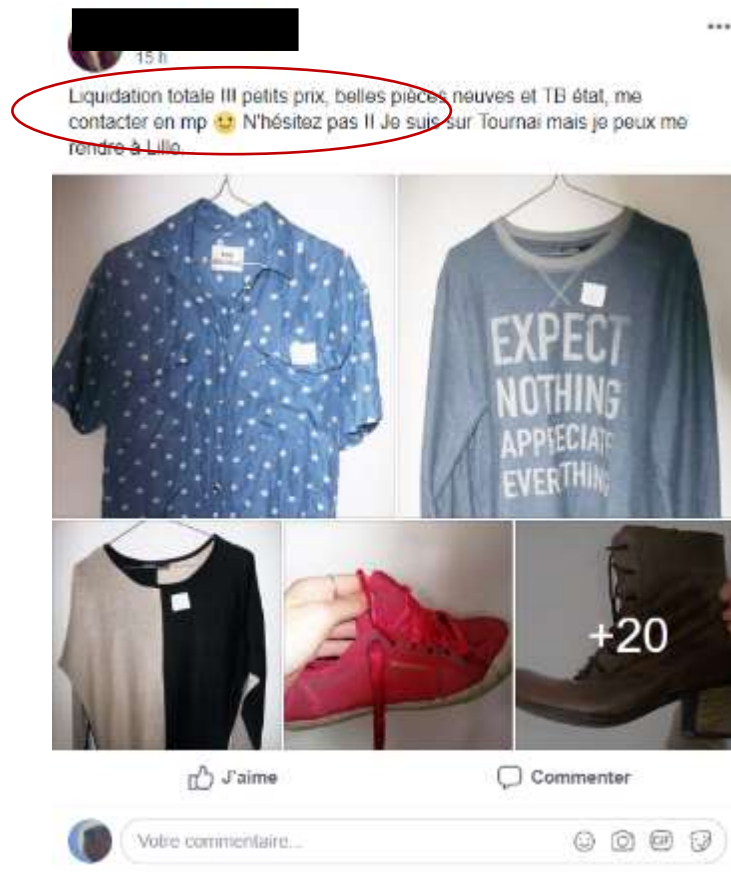 15 h
Liquidation totale !!! petits prix, belles pièces neuves et TB état, me
contacter en mp N'hésitez pas !! Je suis sur Tournai mais je peux me
rendre à Lille.
EXPECT
NOTHING
APPRECIATE
EVERTHING
+20
J'aime
Commenter
Votre commentaire...
GIF